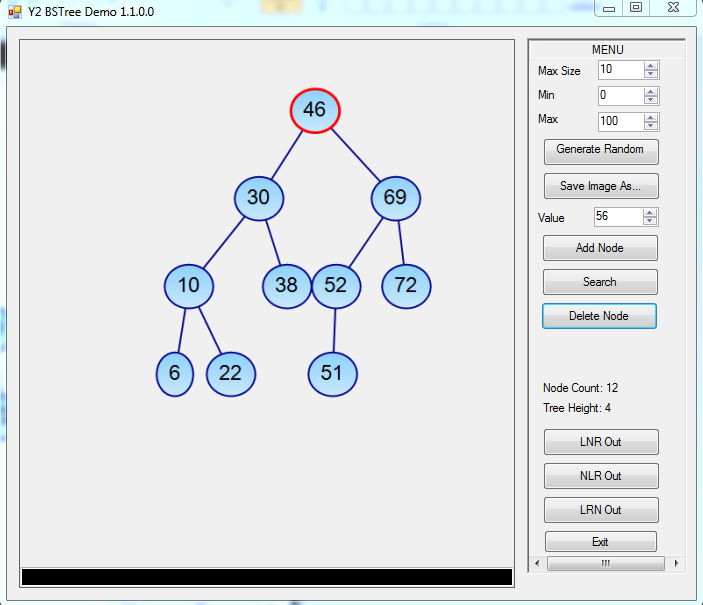 Y2 BSTree Demo 1.1.0.0
46
30
69
10
38
52
72
6
22
51
MENU
Max Size 10
Min 0
Max 100
Generate Random
Save Image As...
Value 56
Add Node
Search
Delete Node
Node Count: 12
Tree Height: 4
LNR Out
NLR Out
LRN Out
Exit